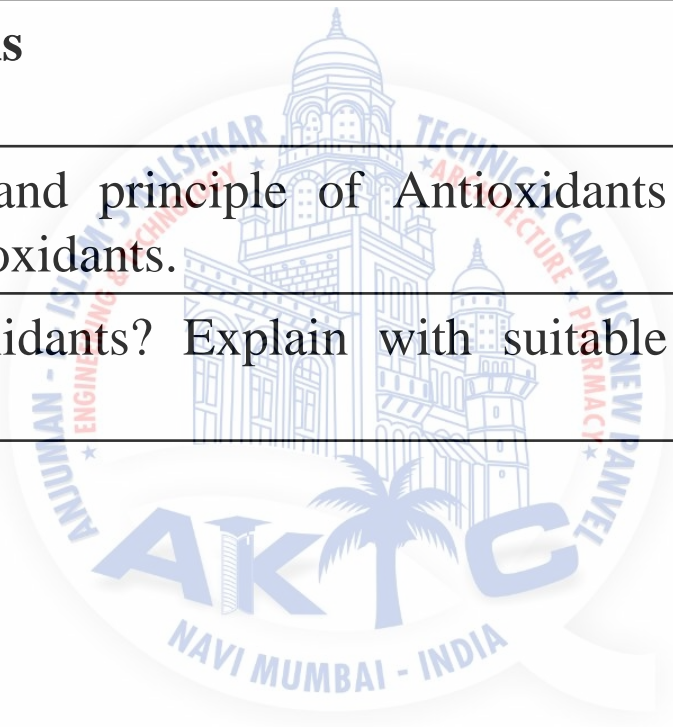 and principle of Antioxidants
oxidants.
idants? Explain with suitable
ANJUMAN - I ISLAM'S KALSEKAR TECHNICAL CAMPUS NEW PANVEL
ENGINEERING & TECHNOLOGY * ARCHITECTURE * PHARMACY *
AKTC
NAVI MUMBAI - INDIA